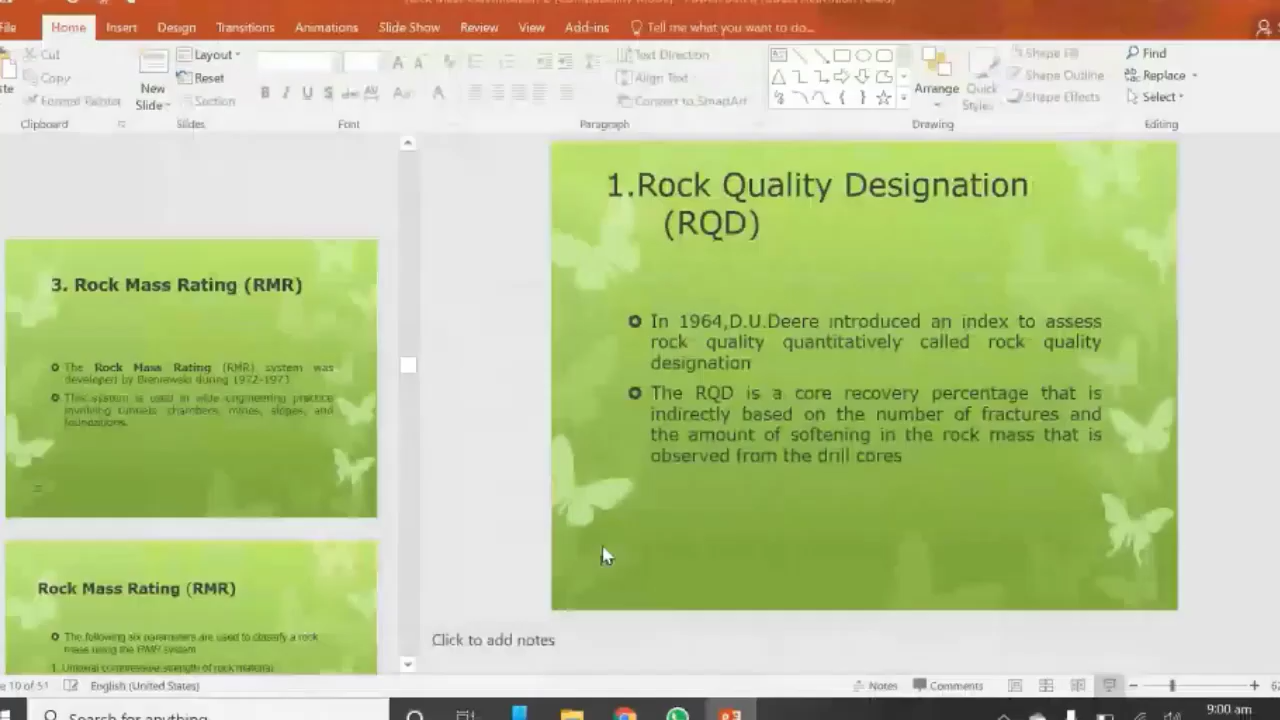 File Home Insert Design Transitions Animations Slide Show Review View Add-ins Tell me what you want to do...
Cut
Copy
Format Painter
Clipboard
New
Slide
Layout
Reset
Section
Slides
B I U S abc AV Aa A
Font
Text Direction
Align Text
Convert to SmartArt
Paragraph
Arrange
Quick
Styles
Shape Fill
Shape Outline
Shape Effects
Drawing
Find
Replace
Select
Editing
3. Rock Mass Rating (RMR)
The Rock Mass Rating (RMR) system was
developed by Bieniawski during 1972-1973
This system is used in wide engineering practice
involving tunnels, chambers, mines, slopes, and
foundations.
Rock Mass Rating (RMR)
The following six parameters are used to classify a rock
mass using the RMR system
1. Uniaxial compressive strength of rock material
1.Rock Quality Designation
(RQD)
In 1964,D.U.Deere introduced an index to assess
rock quality quantitatively called rock quality
designation
The RQD is a core recovery percentage that is
indirectly based on the number of fractures and
the amount of softening in the rock mass that is
observed from the drill cores
Click to add notes
10 of 51 English (United States) Notes Comments
Search for anything
9:00 am